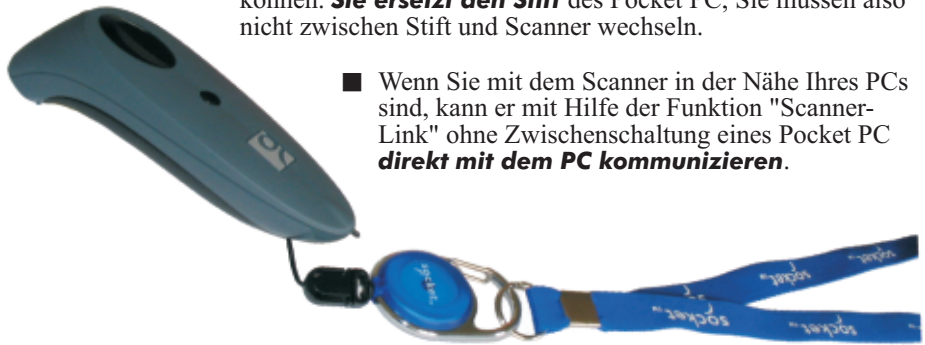 können. Sie ersetzt den Stift des Pocket PC, Sie müssen also
nicht zwischen Stift und Scanner wechseln.
■ Wenn Sie mit dem Scanner in der Nähe Ihres PCs
sind, kann er mit Hilfe der Funktion "Scanner-
Link" ohne Zwischenschaltung eines Pocket PC
direkt mit dem PC kommunizieren.
socket
socket
socket
socket
socket